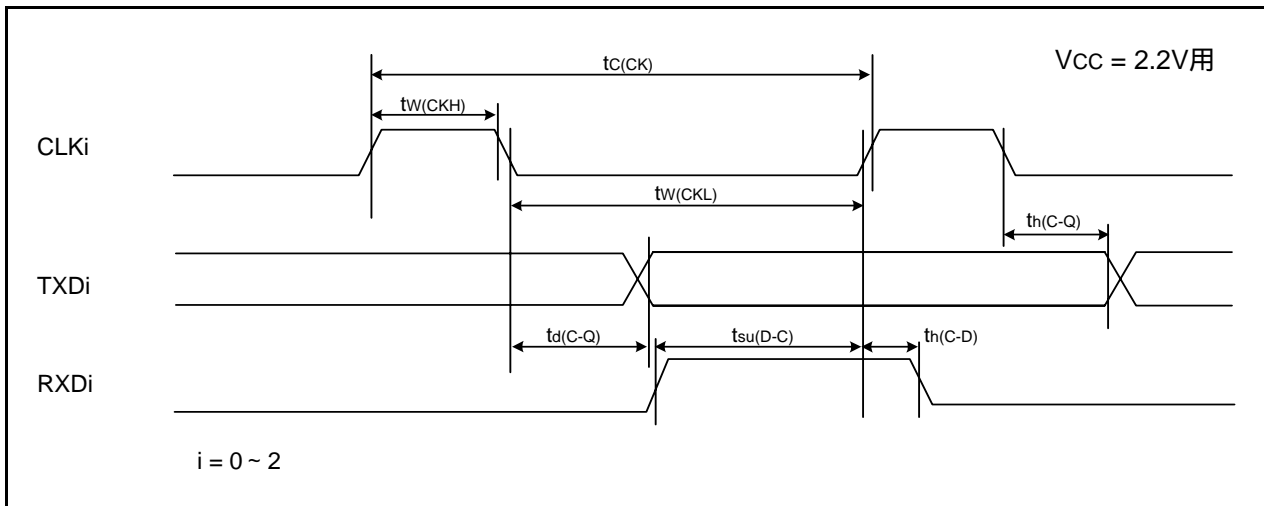 VCC = 2.2V用
tC(CK)
tW(CKH)
CLKi
tW(CKL)
th(C-Q)
TXDi
td(C-Q)
tsu(D-C)
th(C-D)
RXDi
i = 0 ~ 2